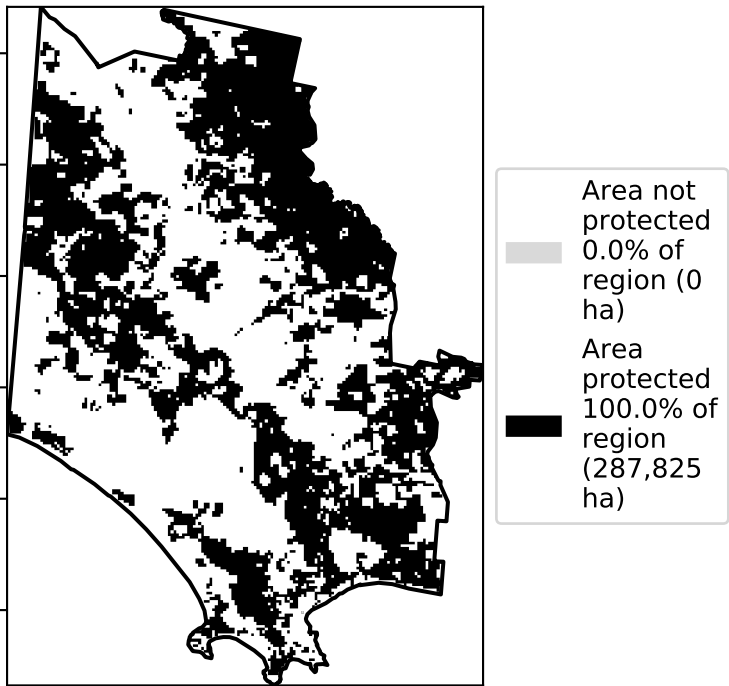 Area not
protected
0.0% of
region (0
ha)
Area
protected
100.0% of
region
(287,825
ha)